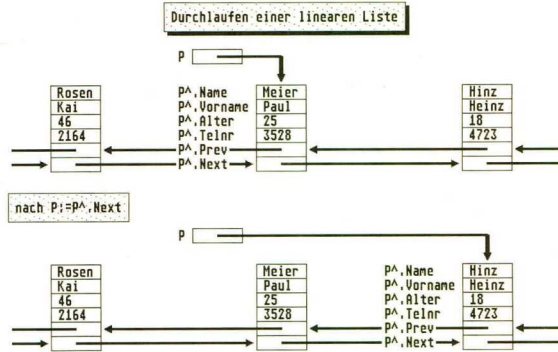 Durchlaufen einer linearen Liste
P
Rosen P^.Name Meier Hinz
Kai P^.Vorname Paul Heinz
46 P^.Alter 25 18
2164 P^.Telnr 3528 4723
P^.Prev
P^.Next
nach P:=P^.Next
P
Rosen Meier P^.Name Hinz
Kai Paul P^.Vorname Heinz
46 25 P^.Alter 18
2164 3528 P^.Telnr 4723
P^.Prev
P^.Next